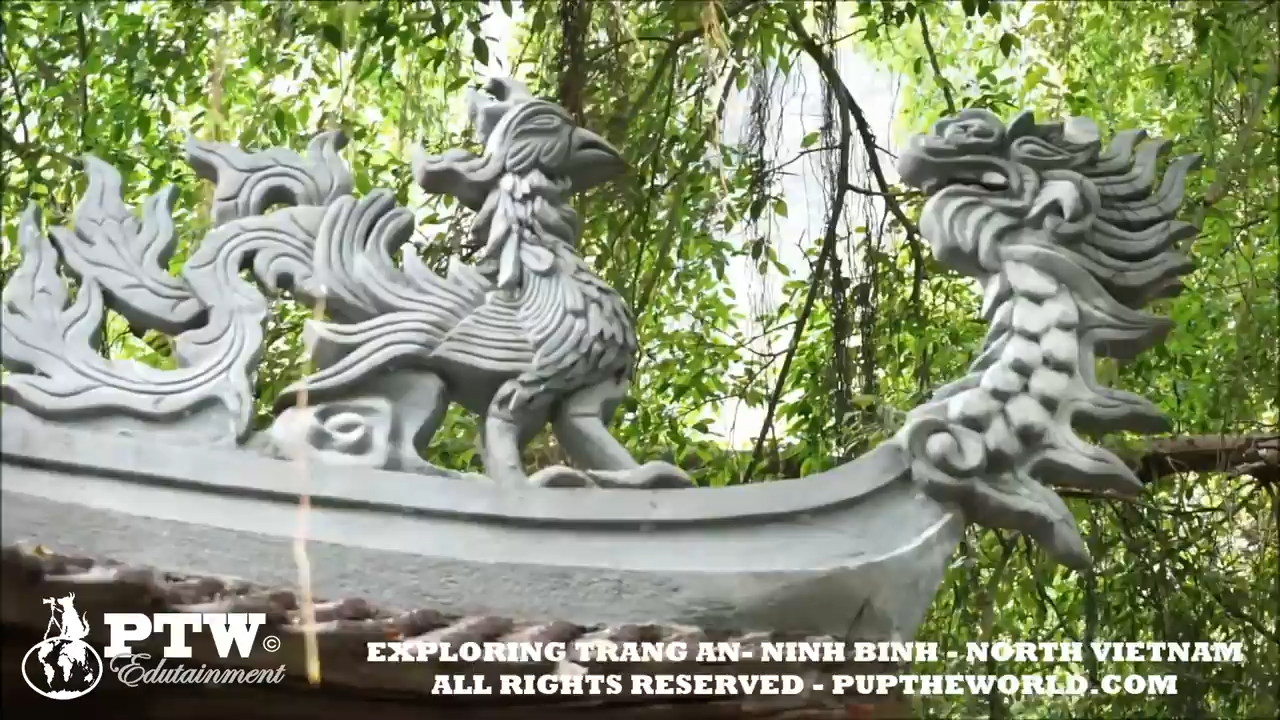 PTW©
Edutainment
EXPLORING TRANG AN- NINH BINH - NORTH VIETNAM
ALL RIGHTS RESERVED - PUPTHEWORLD.COM